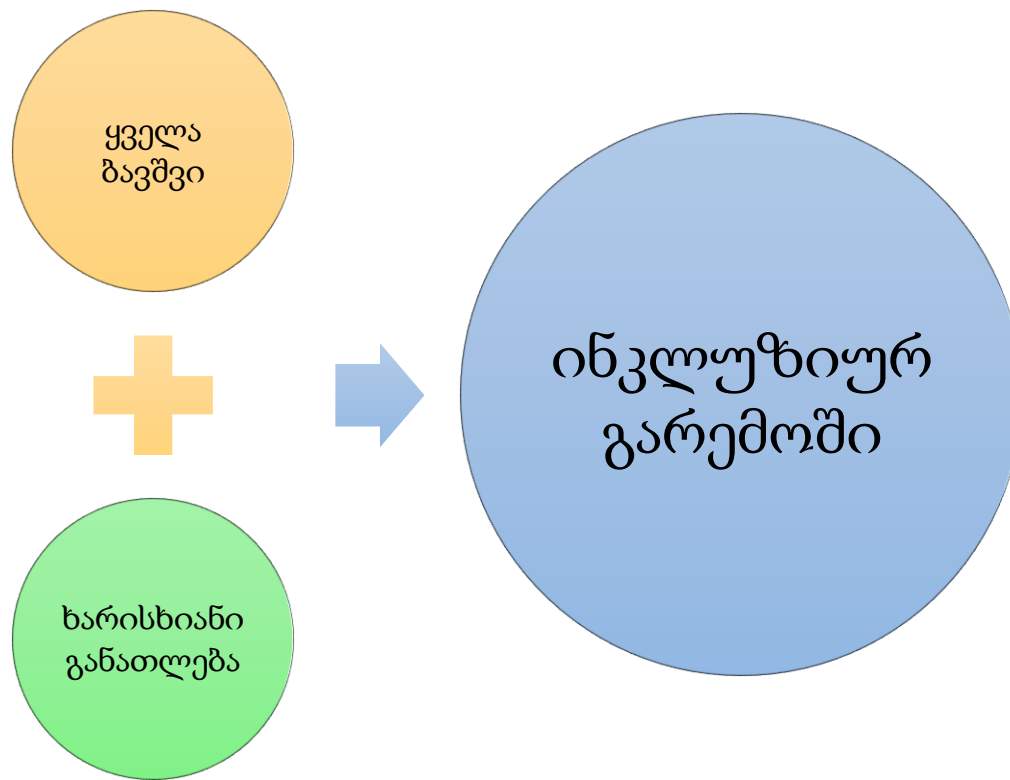 ყველა
ბავშვი
ხარისხიანი
განათლება
ინკლუზიურ
გარემოში